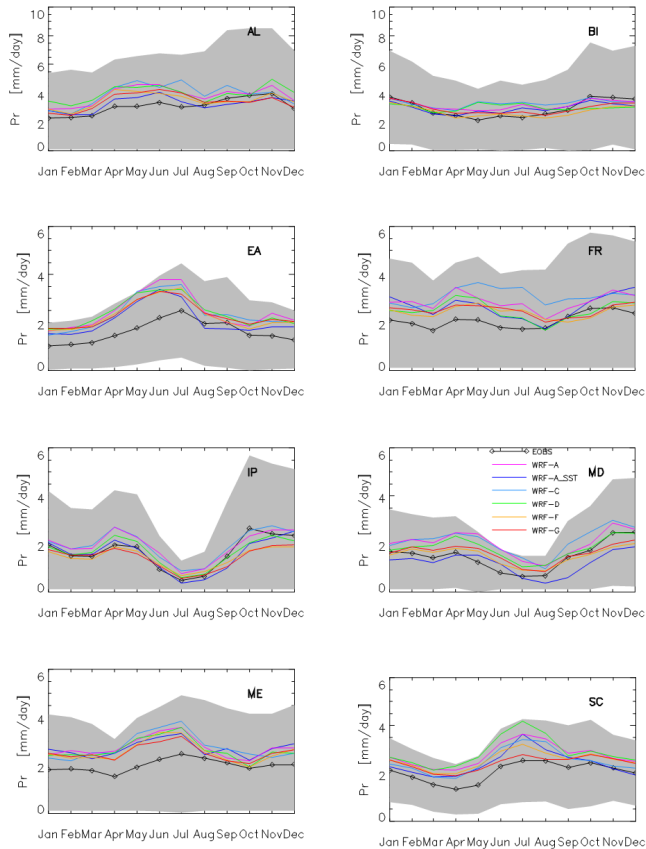 10
AL
8
6
4
2
0
Pr [mm/day]
Jan Feb Mar Apr May Jun Jul Aug Sep Oct Nov Dec
10
BI
8
6
4
2
0
Jan Feb Mar Apr May Jun Jul Aug Sep Oct Nov Dec
6
EA
4
2
0
Pr [mm/day]
Jan Feb Mar Apr May Jun Jul Aug Sep Oct Nov Dec
6
FR
4
2
0
Jan Feb Mar Apr May Jun Jul Aug Sep Oct Nov Dec
6
IP
4
2
0
Pr [mm/day]
Jan Feb Mar Apr May Jun Jul Aug Sep Oct Nov Dec
6
MD
4
2
0
EOBS
WRF-A
WRF-A_SST
WRF-C
WRF-D
WRF-F
WRF-G
Jan Feb Mar Apr May Jun Jul Aug Sep Oct Nov Dec
6
ME
4
2
0
Pr [mm/day]
Jan Feb Mar Apr May Jun Jul Aug Sep Oct Nov Dec
6
SC
4
2
0
Jan Feb Mar Apr May Jun Jul Aug Sep Oct Nov Dec